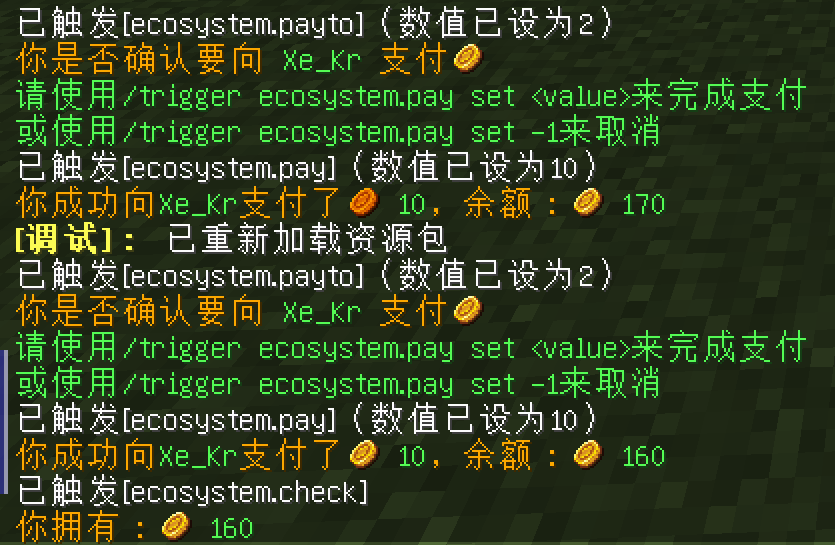 已触发[ecosystem.payto]（数值已设为2）
你是否确认要向 Xe_Kr 支付
请使用/trigger ecosystem.pay set <value>来完成支付
或使用/trigger ecosystem.pay set -1来取消
已触发[ecosystem.pay]（数值已设为10）
你成功向Xe_Kr支付了 10, 余额： 170
[调试]： 已重新加载资源包
已触发[ecosystem.payto]（数值已设为2）
你是否确认要向 Xe_Kr 支付
请使用/trigger ecosystem.pay set <value>来完成支付
或使用/trigger ecosystem.pay set -1来取消
已触发[ecosystem.pay]（数值已设为10）
你成功向Xe_Kr支付了 10, 余额： 160
已触发[ecosystem.check]
你拥有： 160